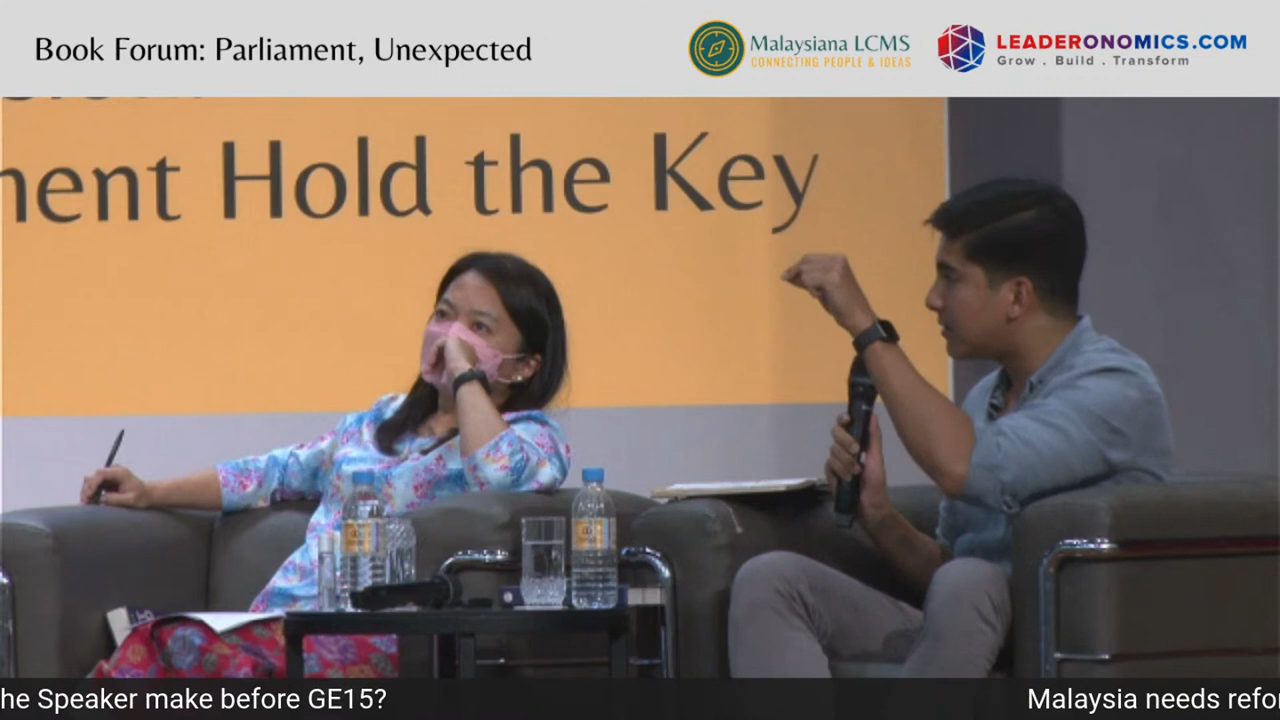 Book Forum: Parliament, Unexpected
Malaysiana LCMS
CONNECTING PEOPLE & IDEAS
LEADERONOMICS.COM
Grow . Build . Transform
ment Hold the Key
he Speaker make before GE15?
Malaysia needs refo